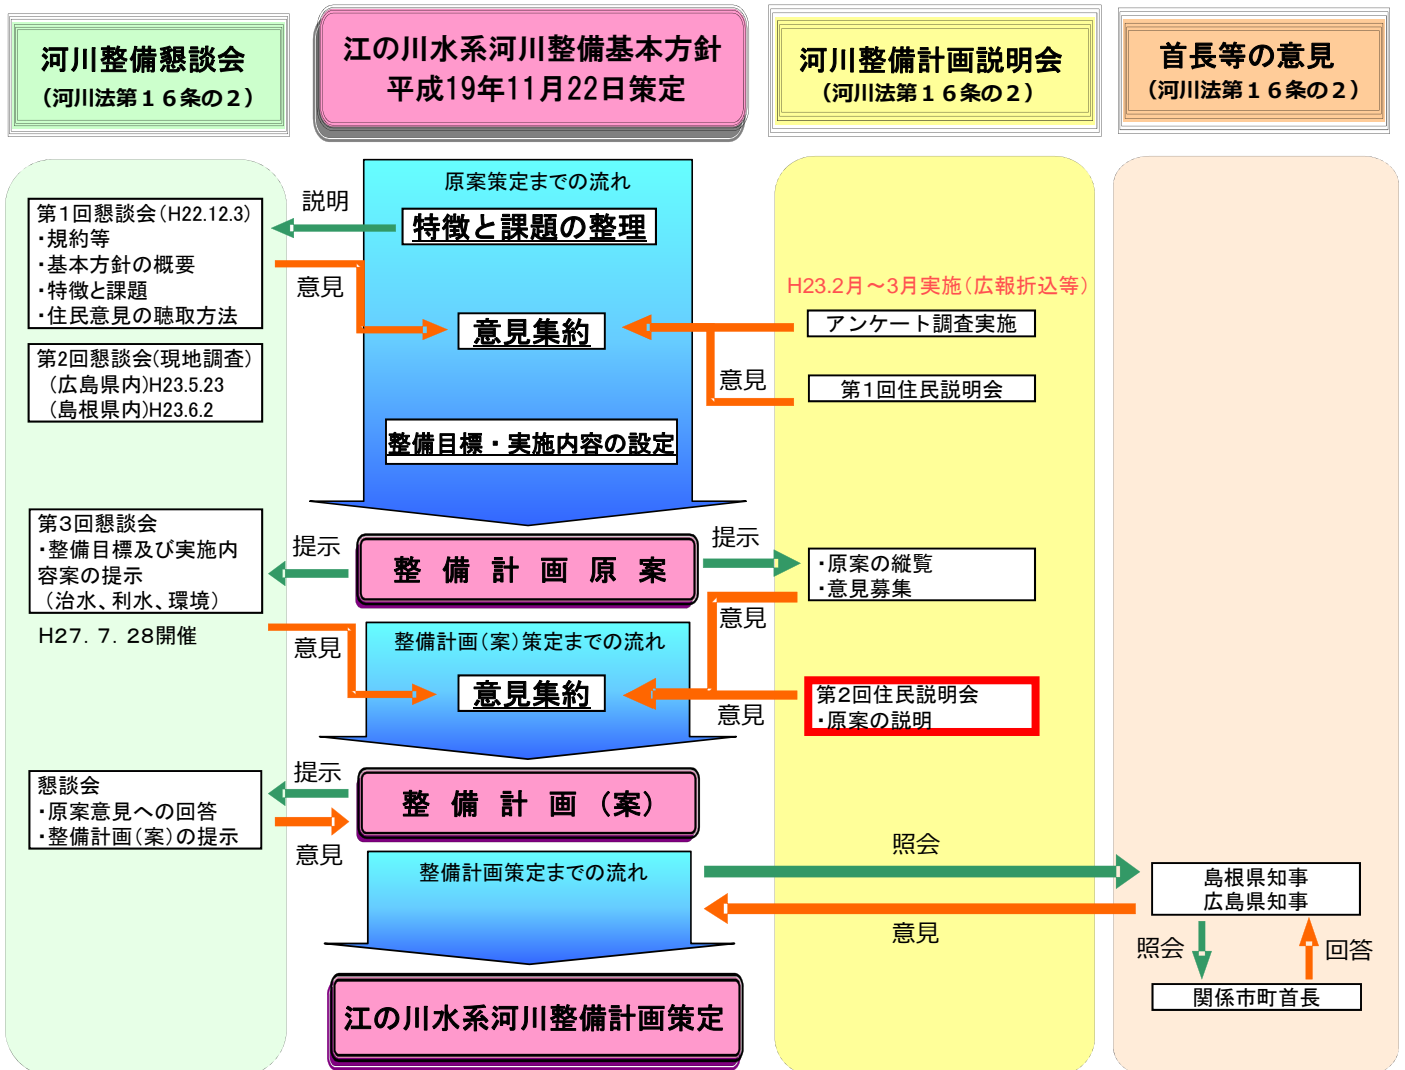 河川整備懇談会
（河川法第１６条の２）
江の川水系河川整備基本方針
平成19年11月22日策定
河川整備計画説明会
（河川法第１６条の２）
首長等の意見
（河川法第１６条の２）
原案策定までの流れ
特徴と課題の整理
説明
第１回懇談会（H22.12.3）
・規約等
・基本方針の概要
・特徴と課題
・住民意見の聴取方法
意見
意見集約
H23.2月～3月実施（広報折込等）
アンケート調査実施
意見
第１回住民説明会
第２回懇談会(現地調査）
（広島県内)H23.5.23
（島根県内)H23.6.2
整備目標・実施内容の設定
第３回懇談会
・整備目標及び実施内
容案の提示
（治水、利水、環境）
H27．7．28開催
提示
整備計画原案
提示
・原案の縦覧
・意見募集
意見
意見
整備計画（案）策定までの流れ
意見集約
意見
第２回住民説明会
・原案の説明
懇談会
・原案意見への回答
・整備計画（案）の提示
提示
意見
整備計画（案）
整備計画策定までの流れ
照会
意見
島根県知事
広島県知事
照会
回答
関係市町首長
江の川水系河川整備計画策定